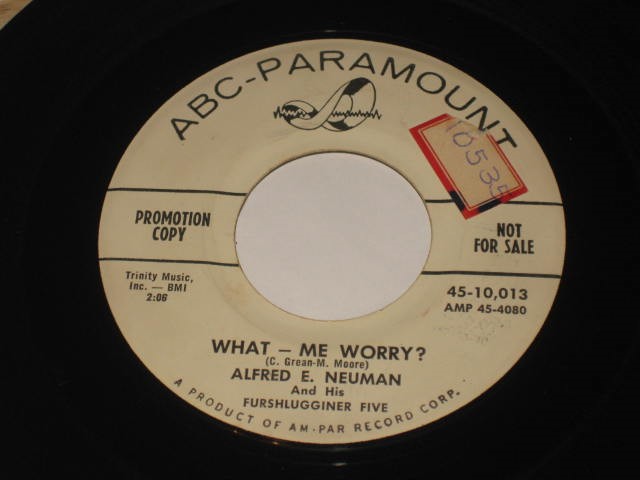 ABC-PARAMOUNT
10535
PROMOTION
COPY
NOT
FOR SALE
Trinity Music,
Inc. — BMI
2:06
45-10,013
AMP 45-4080
WHAT — ME WORRY?
(C. Grean-M. Moore)
ALFRED E. NEUMAN
And His
FURSHLUGGINER FIVE
A PRODUCT OF AM-PAR RECORD CORP.